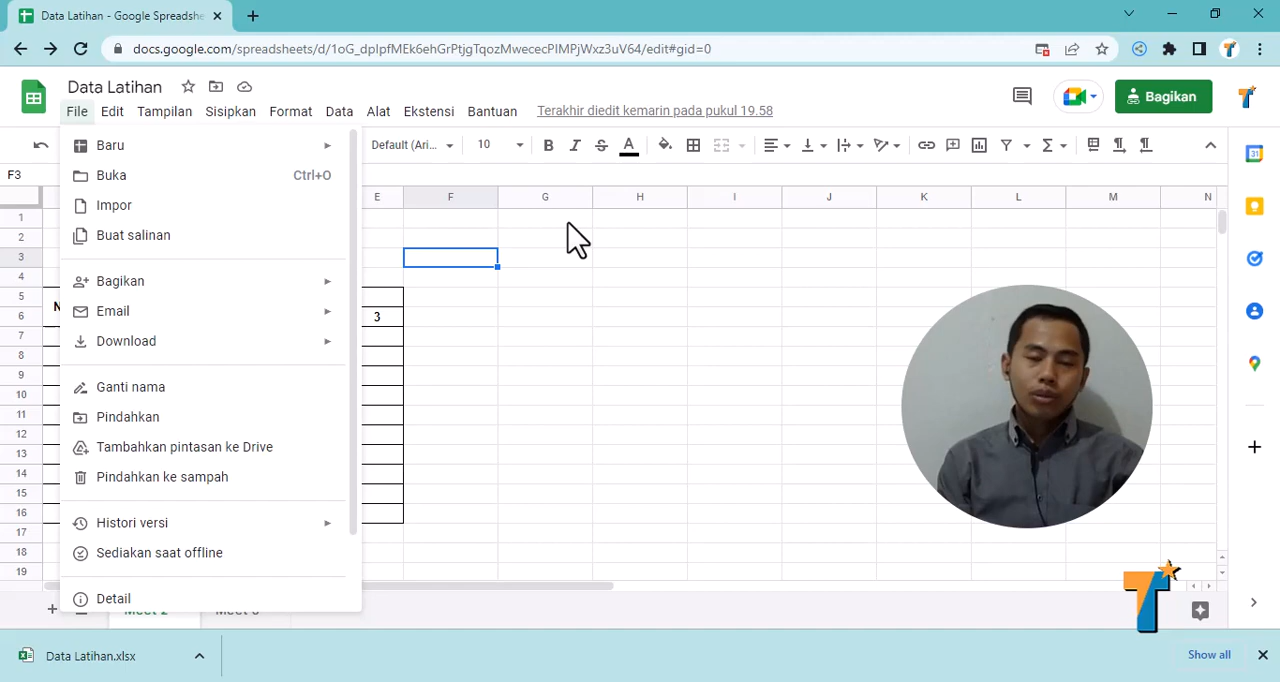 Data Latihan - Google Spreadshe
docs.google.com/spreadsheets/d/1oG_dpIpfMEk6ehGrPtjgTqozMwececPIMPjWxz3uV64/edit#gid=0
Data Latihan
File Edit Tampilan Sisipkan Format Data Alat Ekstensi Bantuan Terakhir diedit kemarin pada pukul 19.58
Bagikan
Default (Ari... 10 B I S A Σ
F3
E F G H I J K L M N
1
2
3
4
5
6
7
8
9
10
11
12
13
14
15
16
17
18
19
N
3
Baru
Buka Ctrl+O
Impor
Buat salinan
Bagikan
Email
Download
Ganti nama
Pindahkan
Tambahkan pintasan ke Drive
Pindahkan ke sampah
Histori versi
Sediakan saat offline
Detail
T
Data Latihan.xlsx
Show all